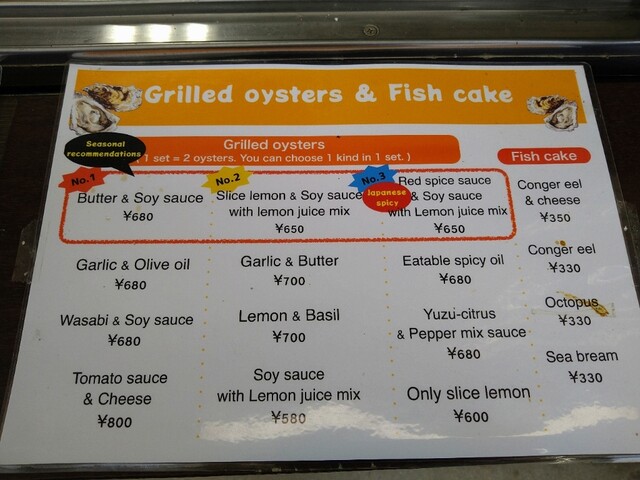 Grilled oysters & Fish cake
Seasonal
recommendations
Grilled oysters
( 1 set = 2 oysters. You can choose 1 kind in 1 set. )
No.1
Butter & Soy sauce
¥680
No.2
Slice lemon & Soy sauce
with lemon juice mix
¥650
No.3
Japanese
spicy
Red spice sauce
& Soy sauce
with Lemon juice mix
¥650
Garlic & Olive oil
¥680
Garlic & Butter
¥700
Eatable spicy oil
¥680
Wasabi & Soy sauce
¥680
Lemon & Basil
¥700
Yuzu-citrus
& Pepper mix sauce
¥680
Tomato sauce
& Cheese
¥800
Soy sauce
with Lemon juice mix
¥580
Only slice lemon
¥600
Fish cake
Conger eel
& cheese
¥350
Conger eel
¥330
Octopus
¥330
Sea bream
¥330